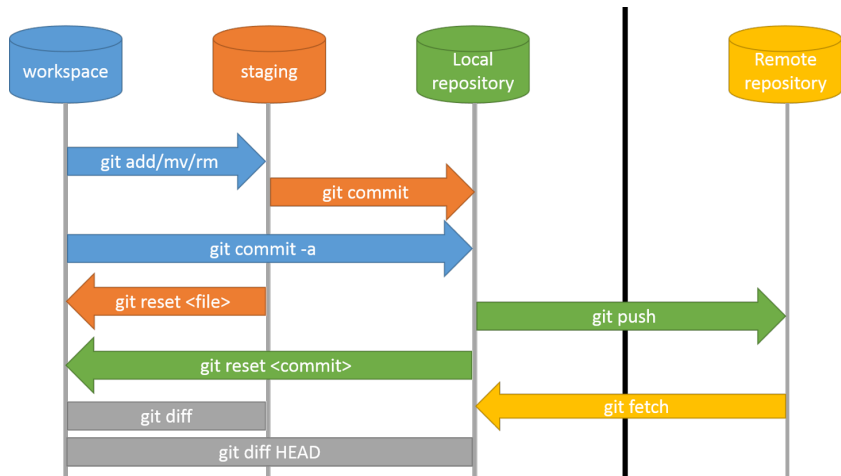 workspace
staging
Local
repository
Remote
repository
git add/mv/rm
git commit
git commit -a
git reset <file>
git push
git reset <commit>
git diff
git fetch
git diff HEAD